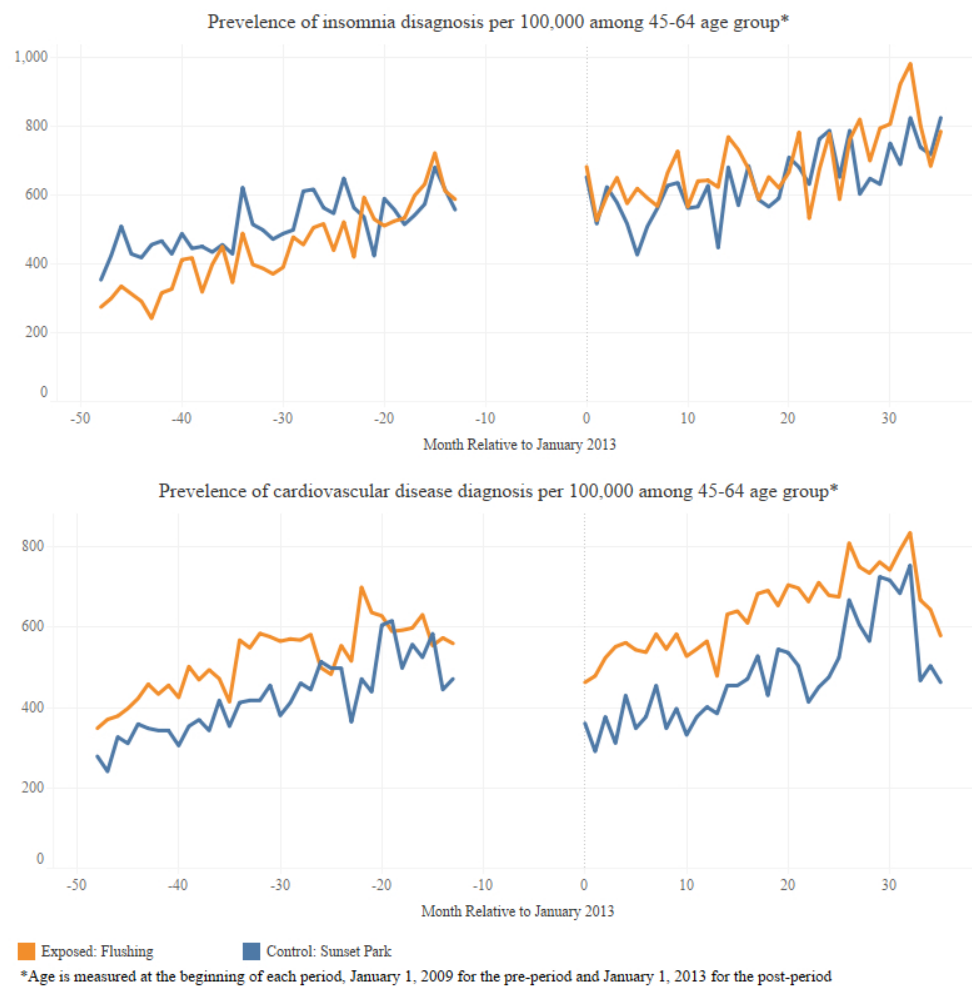 Prevelence of insomnia disagnosis per 100,000 among 45-64 age group*
1,000
800
600
400
200
0
-50 -40 -30 -20 -10 0 10 20 30
Month Relative to January 2013
Prevelence of cardiovascular disease diagnosis per 100,000 among 45-64 age group*
800
600
400
200
0
-50 -40 -30 -20 -10 0 10 20 30
Month Relative to January 2013
Exposed: Flushing Control: Sunset Park
*Age is measured at the beginning of each period, January 1, 2009 for the pre-period and January 1, 2013 for the post-period